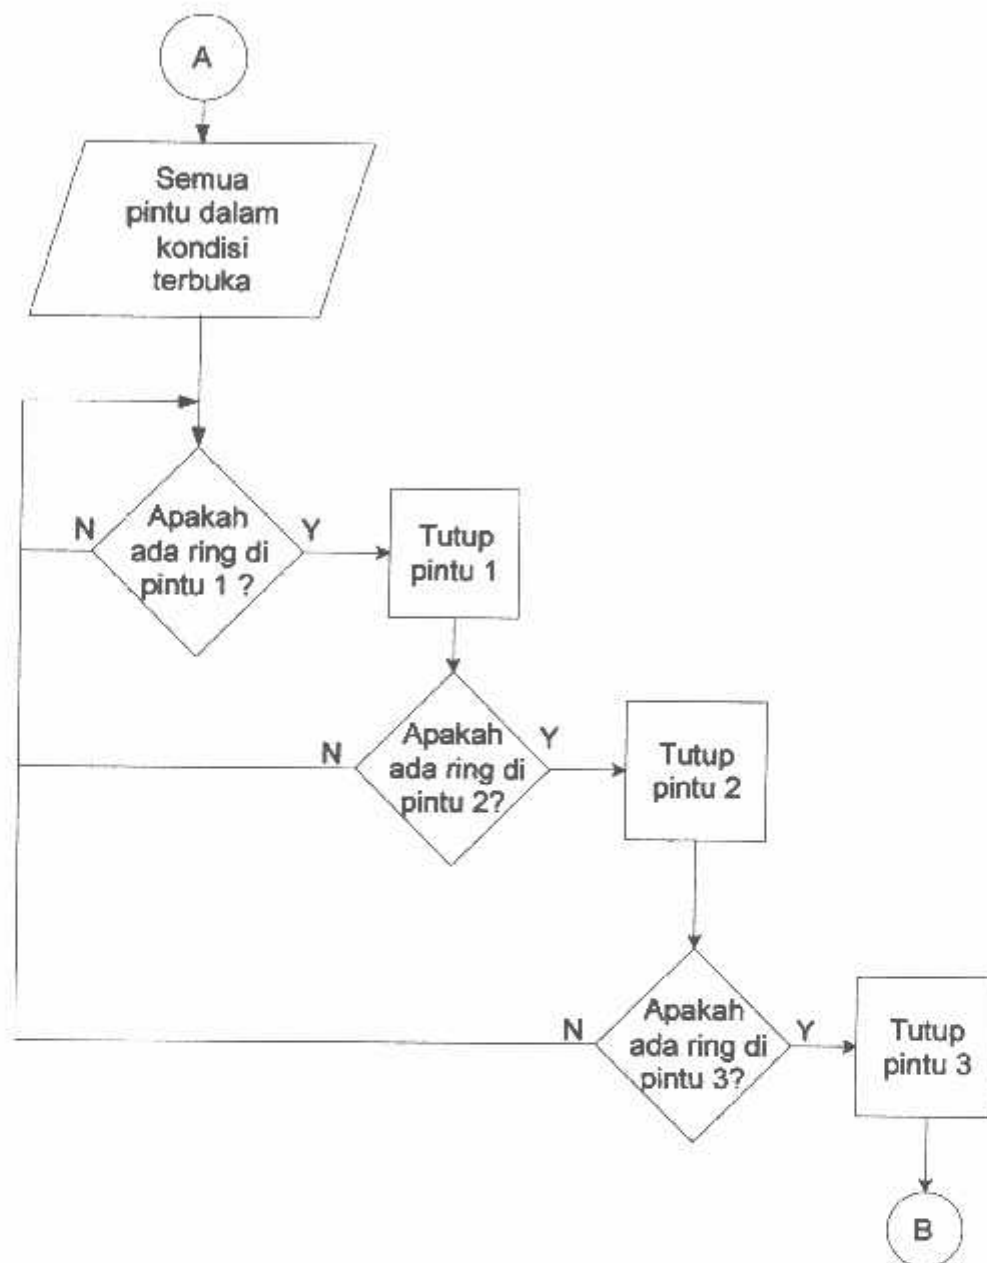 A
Semua
pintu dalam
kondisi
terbuka
N
Apakah
ada ring di
pintu 1 ?
Y
Tutup
pintu 1
N
Apakah
ada ring di
pintu 2?
Y
Tutup
pintu 2
N
Apakah
ada ring di
pintu 3?
Y
Tutup
pintu 3
B